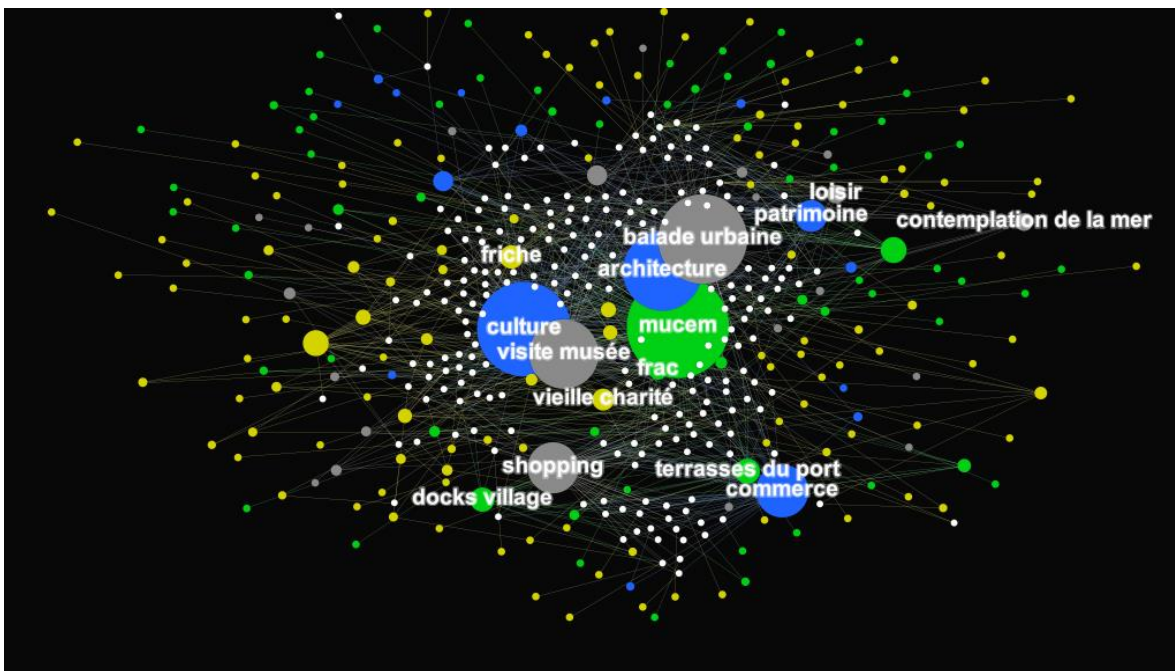 loisir
patrimoine
contemplation de la mer
balade urbaine
friche
architecture
culture
mucem
visite musée
frac
vieille charité
shopping
terrasses du port
commerce
docks village